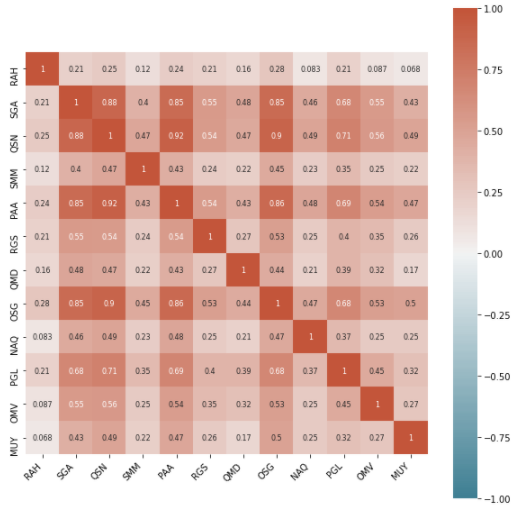 RAH 1 0.21 0.25 0.12 0.24 0.21 0.16 0.28 0.083 0.21 0.087 0.068
SGA 0.21 1 0.88 0.4 0.85 0.55 0.48 0.85 0.46 0.68 0.55 0.43
QSN 0.25 0.88 1 0.47 0.92 0.54 0.47 0.9 0.49 0.71 0.56 0.49
SMM 0.12 0.4 0.47 1 0.43 0.24 0.22 0.45 0.23 0.35 0.25 0.22
PAA 0.24 0.85 0.92 0.43 1 0.54 0.43 0.86 0.48 0.69 0.54 0.47
RGS 0.21 0.55 0.54 0.24 0.54 1 0.27 0.53 0.25 0.4 0.35 0.26
QMD 0.16 0.48 0.47 0.22 0.43 0.27 1 0.44 0.21 0.39 0.32 0.17
OSG 0.28 0.85 0.9 0.45 0.86 0.53 0.44 1 0.47 0.68 0.53 0.5
NAQ 0.083 0.46 0.49 0.23 0.48 0.25 0.21 0.47 1 0.37 0.25 0.25
PGL 0.21 0.68 0.71 0.35 0.69 0.4 0.39 0.68 0.37 1 0.45 0.32
OMV 0.087 0.55 0.56 0.25 0.54 0.35 0.32 0.53 0.25 0.45 1 0.27
MUY 0.068 0.43 0.49 0.22 0.47 0.26 0.17 0.5 0.25 0.32 0.27 1
RAH SGA QSN SMM PAA RGS QMD OSG NAQ PGL OMV MUY
1.00
0.75
0.50
0.25
0.00
−0.25
−0.50
−0.75
−1.00